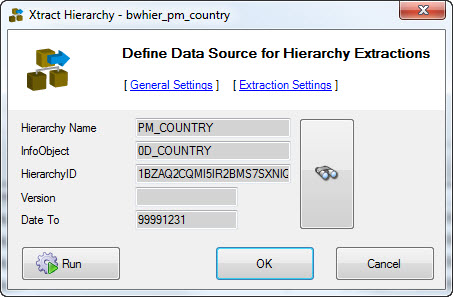 Xtract Hierarchy - bwhier_pm_country
Define Data Source for Hierarchy Extractions
[ General Settings ] [ Extraction Settings ]
Hierarchy Name PM_COUNTRY
InfoObject 0D_COUNTRY
HierarchyID 1BZAQ2CQMI5IR2BMS7SXNIG
Version
Date To 99991231
Run OK Cancel